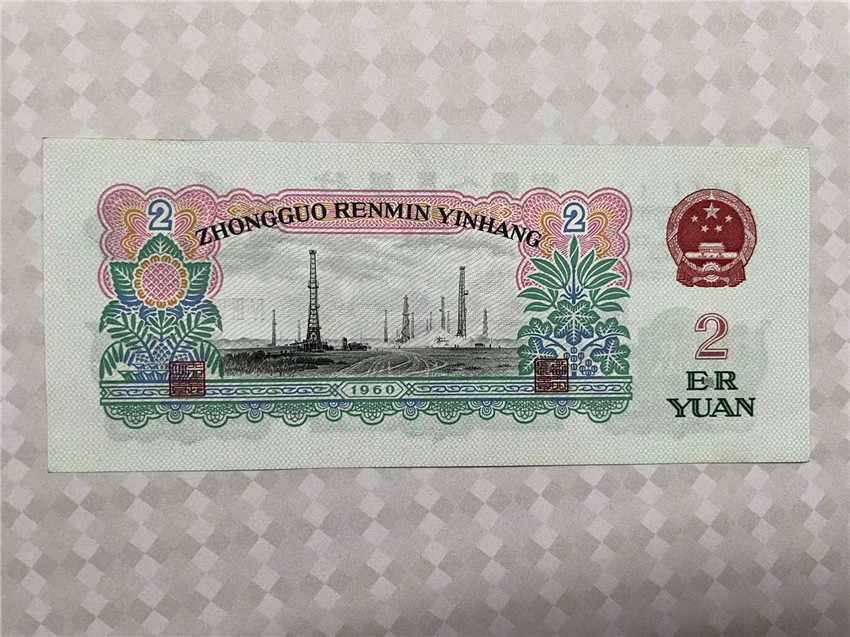 2
2
ZHONGGUO RENMIN YINHANG
1960
2
ER
YUAN